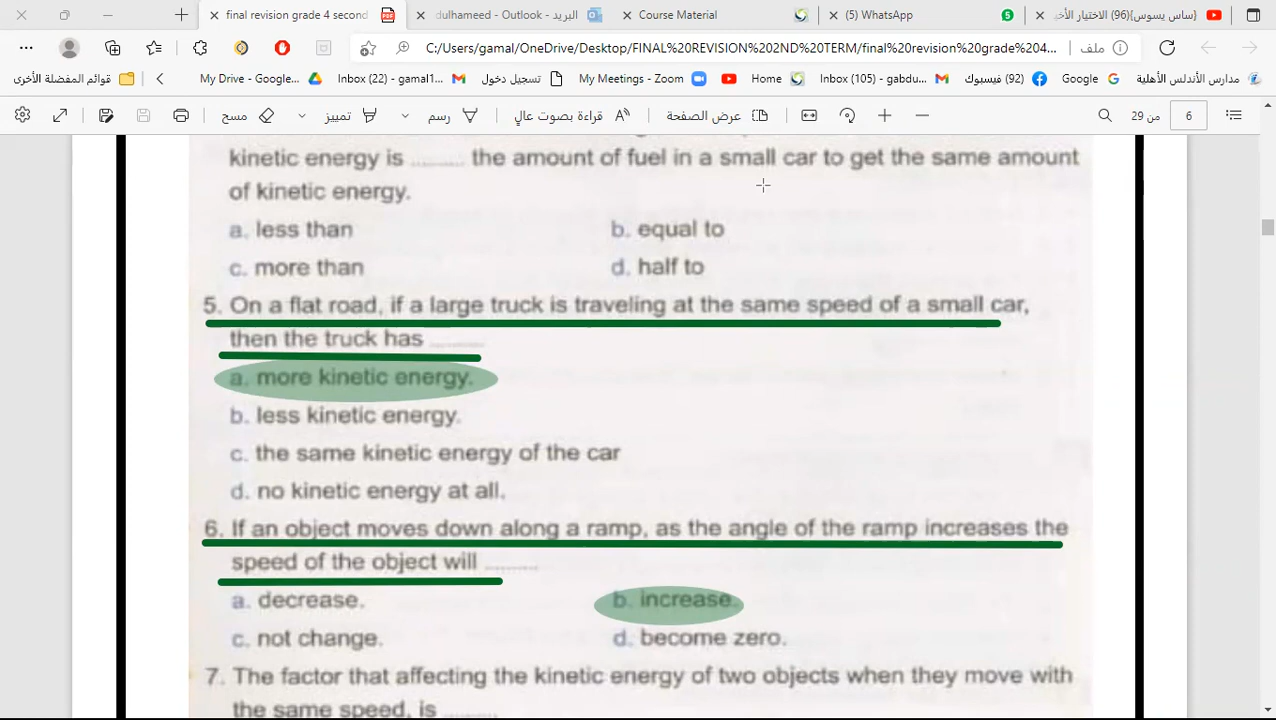 final revision grade 4 second
البريد - dulhameed - Outlook
Course Material
(5) WhatsApp
5
ساس يسوس}(96) الاختبار الأخـ}
C:/Users/gamal/OneDrive/Desktop/FINAL%20REVISION%202ND%20TERM/final%20revision%20grade%204...
ملف
قوائم المفضلة الأخرى
My Drive - Google...
Inbox (22) - gamal1...
تسجيل دخول
My Meetings - Zoom
Home
Inbox (105) - gabdu...
(92) فيسبوك
Google
مدارس الأندلس الأهلية
مسح
تمييز
رسم
قراءة بصوت عالٍ
عرض الصفحة
من 29
6
kinetic energy is ........ the amount of fuel in a small car to get the same amount
of kinetic energy.
a. less than
b. equal to
c. more than
d. half to
5. On a flat road, if a large truck is traveling at the same speed of a small car,
then the truck has ........
a. more kinetic energy.
b. less kinetic energy.
c. the same kinetic energy of the car
d. no kinetic energy at all.
6. If an object moves down along a ramp, as the angle of the ramp increases the
speed of the object will ........
a. decrease.
b. increase.
c. not change.
d. become zero.
7. The factor that affecting the kinetic energy of two objects when they move with
the same speed, is ........